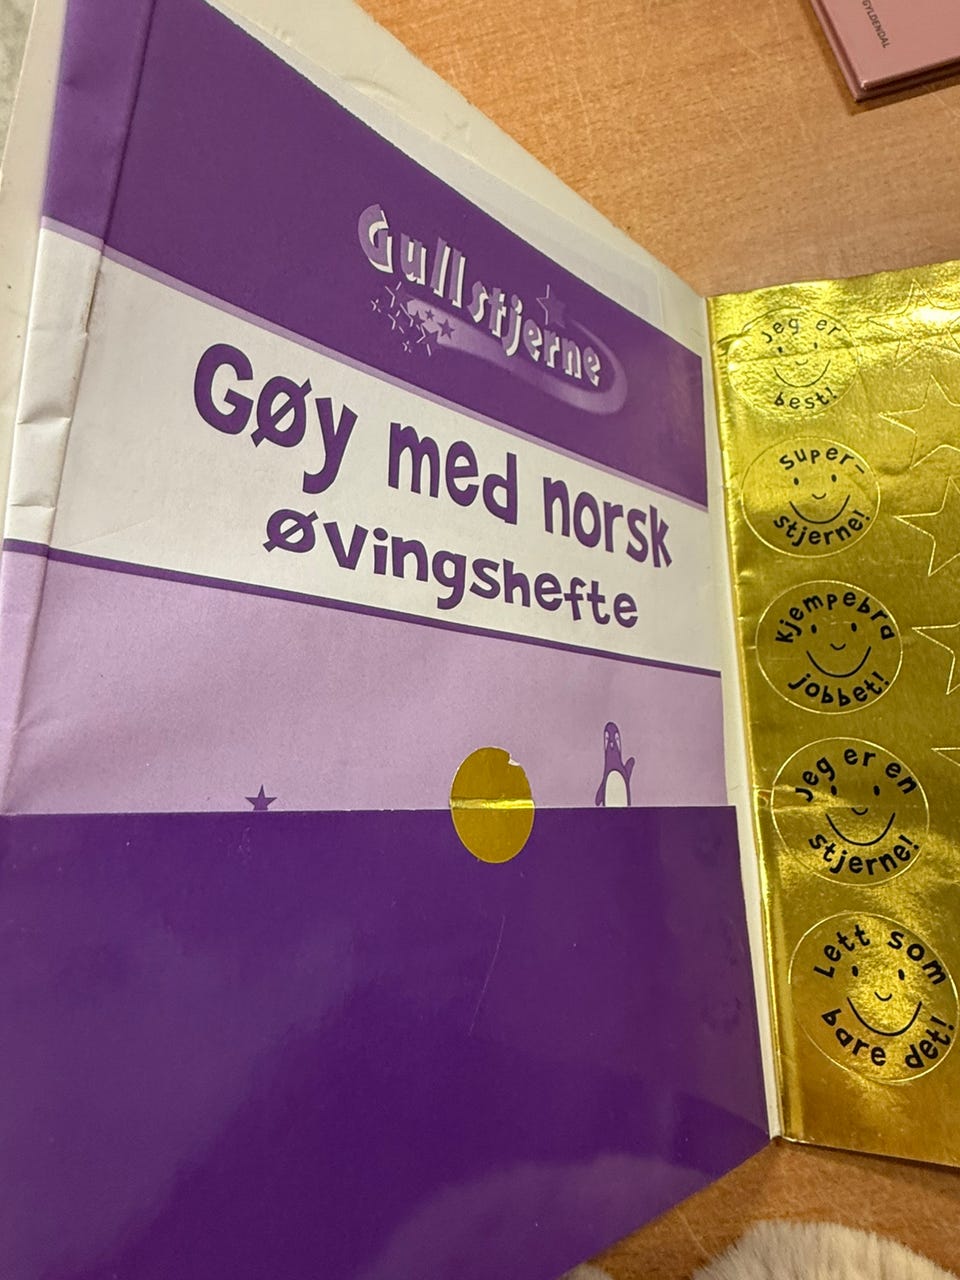 GYLDENDAL
Gullstjerne
Gøy med norsk
Øvingshefte
Jeg er
best!
Super-
stjerne!
Kjempebra
jobbet!
Jeg er en
stjerne!
Lett som
bare det!